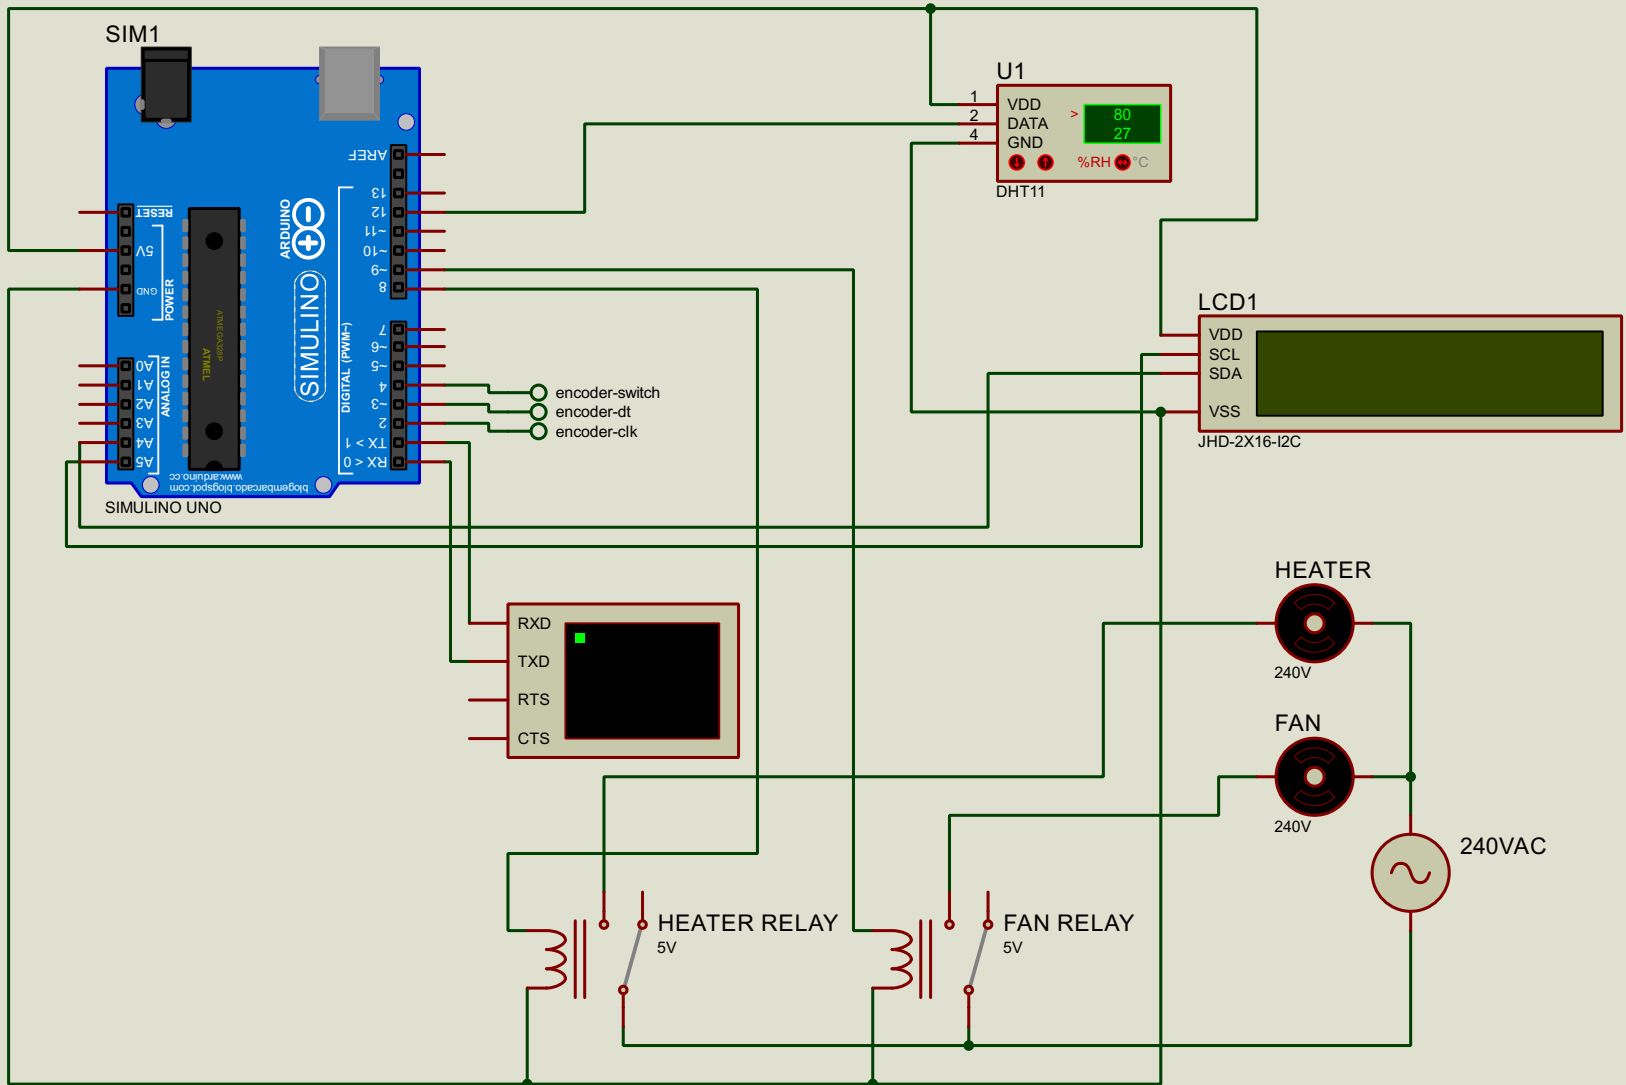 SIM1
AREF
13
12
~11
~10
~9
8
RESET
5V
GND
POWER
ARDUINO
SIMULINO
DIGITAL (PWM~)
ATMEGA328P
ATMEL
7
~6
~5
4
~3
2
TX > 1
RX < 0
A0
A1
A2
A3
A4
A5
ANALOG IN
www.arduino.cc
blogembarcado.blogspot.com
SIMULINO UNO
encoder-switch
encoder-dt
encoder-clk
U1
1 VDD
2 DATA
4 GND
> 80
27
%RH °C
DHT11
LCD1
VDD
SCL
SDA
VSS
JHD-2X16-I2C
RXD
TXD
RTS
CTS
HEATER
240V
FAN
240V
240VAC
HEATER RELAY
5V
FAN RELAY
5V